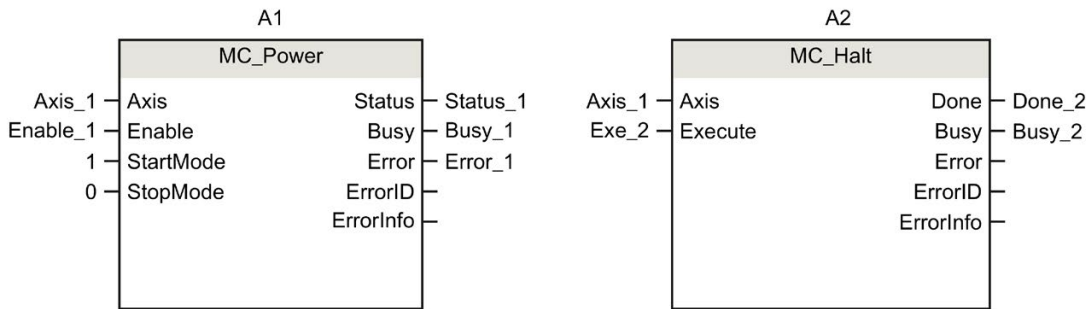 A1 A2
MC_Power MC_Halt
Axis_1 Axis Status Status_1 Axis_1 Axis Done Done_2
Enable_1 Enable Busy Busy_1 Exe_2 Execute Busy Busy_2
1 StartMode Error Error_1 Error
0 StopMode ErrorID ErrorID
ErrorInfo ErrorInfo